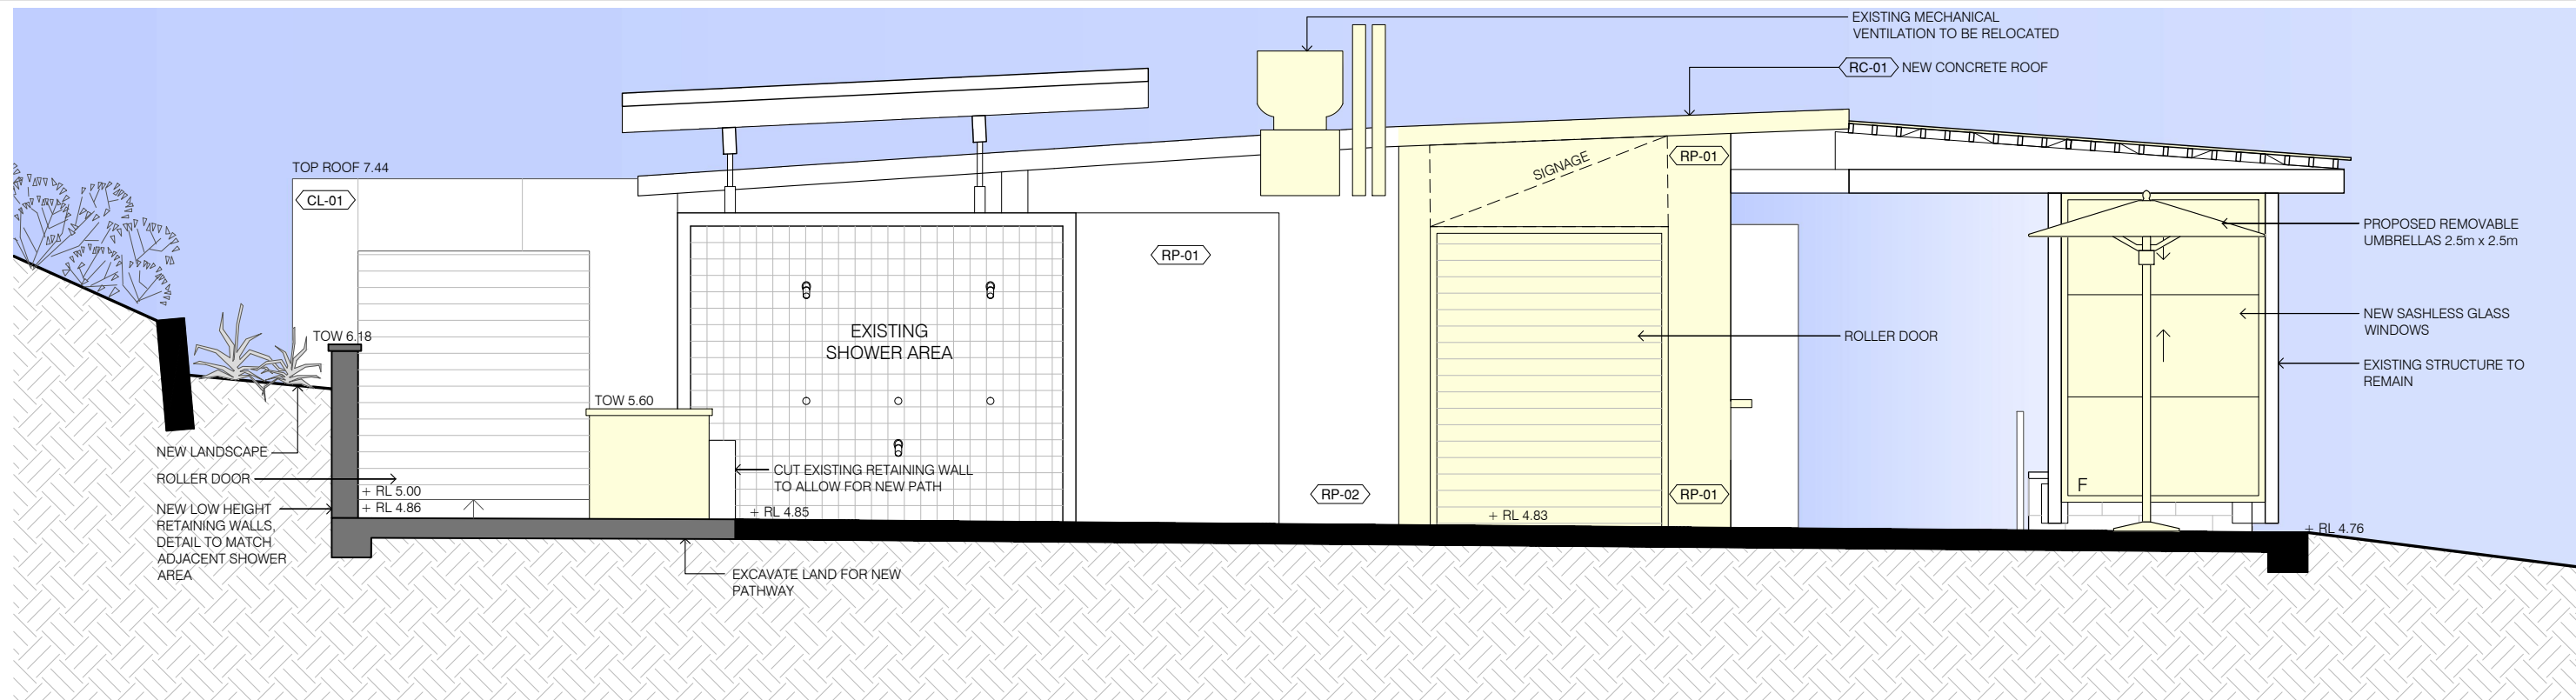 EXISTING MECHANICAL
VENTILATION TO BE RELOCATED
RC-01 NEW CONCRETE ROOF
TOP ROOF 7.44
CL-01
SIGNAGE
RP-01
PROPOSED REMOVABLE
UMBRELLAS 2.5m x 2.5m
RP-01
NEW SASHLESS GLASS
WINDOWS
TOW 6.18
EXISTING
SHOWER AREA
ROLLER DOOR
EXISTING STRUCTURE TO
REMAIN
TOW 5.60
NEW LANDSCAPE
CUT EXISTING RETAINING WALL
TO ALLOW FOR NEW PATH
ROLLER DOOR
+ RL 5.00
+ RL 4.86
RP-02
RP-01
F
NEW LOW HEIGHT
RETAINING WALLS,
DETAIL TO MATCH
ADJACENT SHOWER
AREA
+ RL 4.85
+ RL 4.83
+ RL 4.76
EXCAVATE LAND FOR NEW
PATHWAY